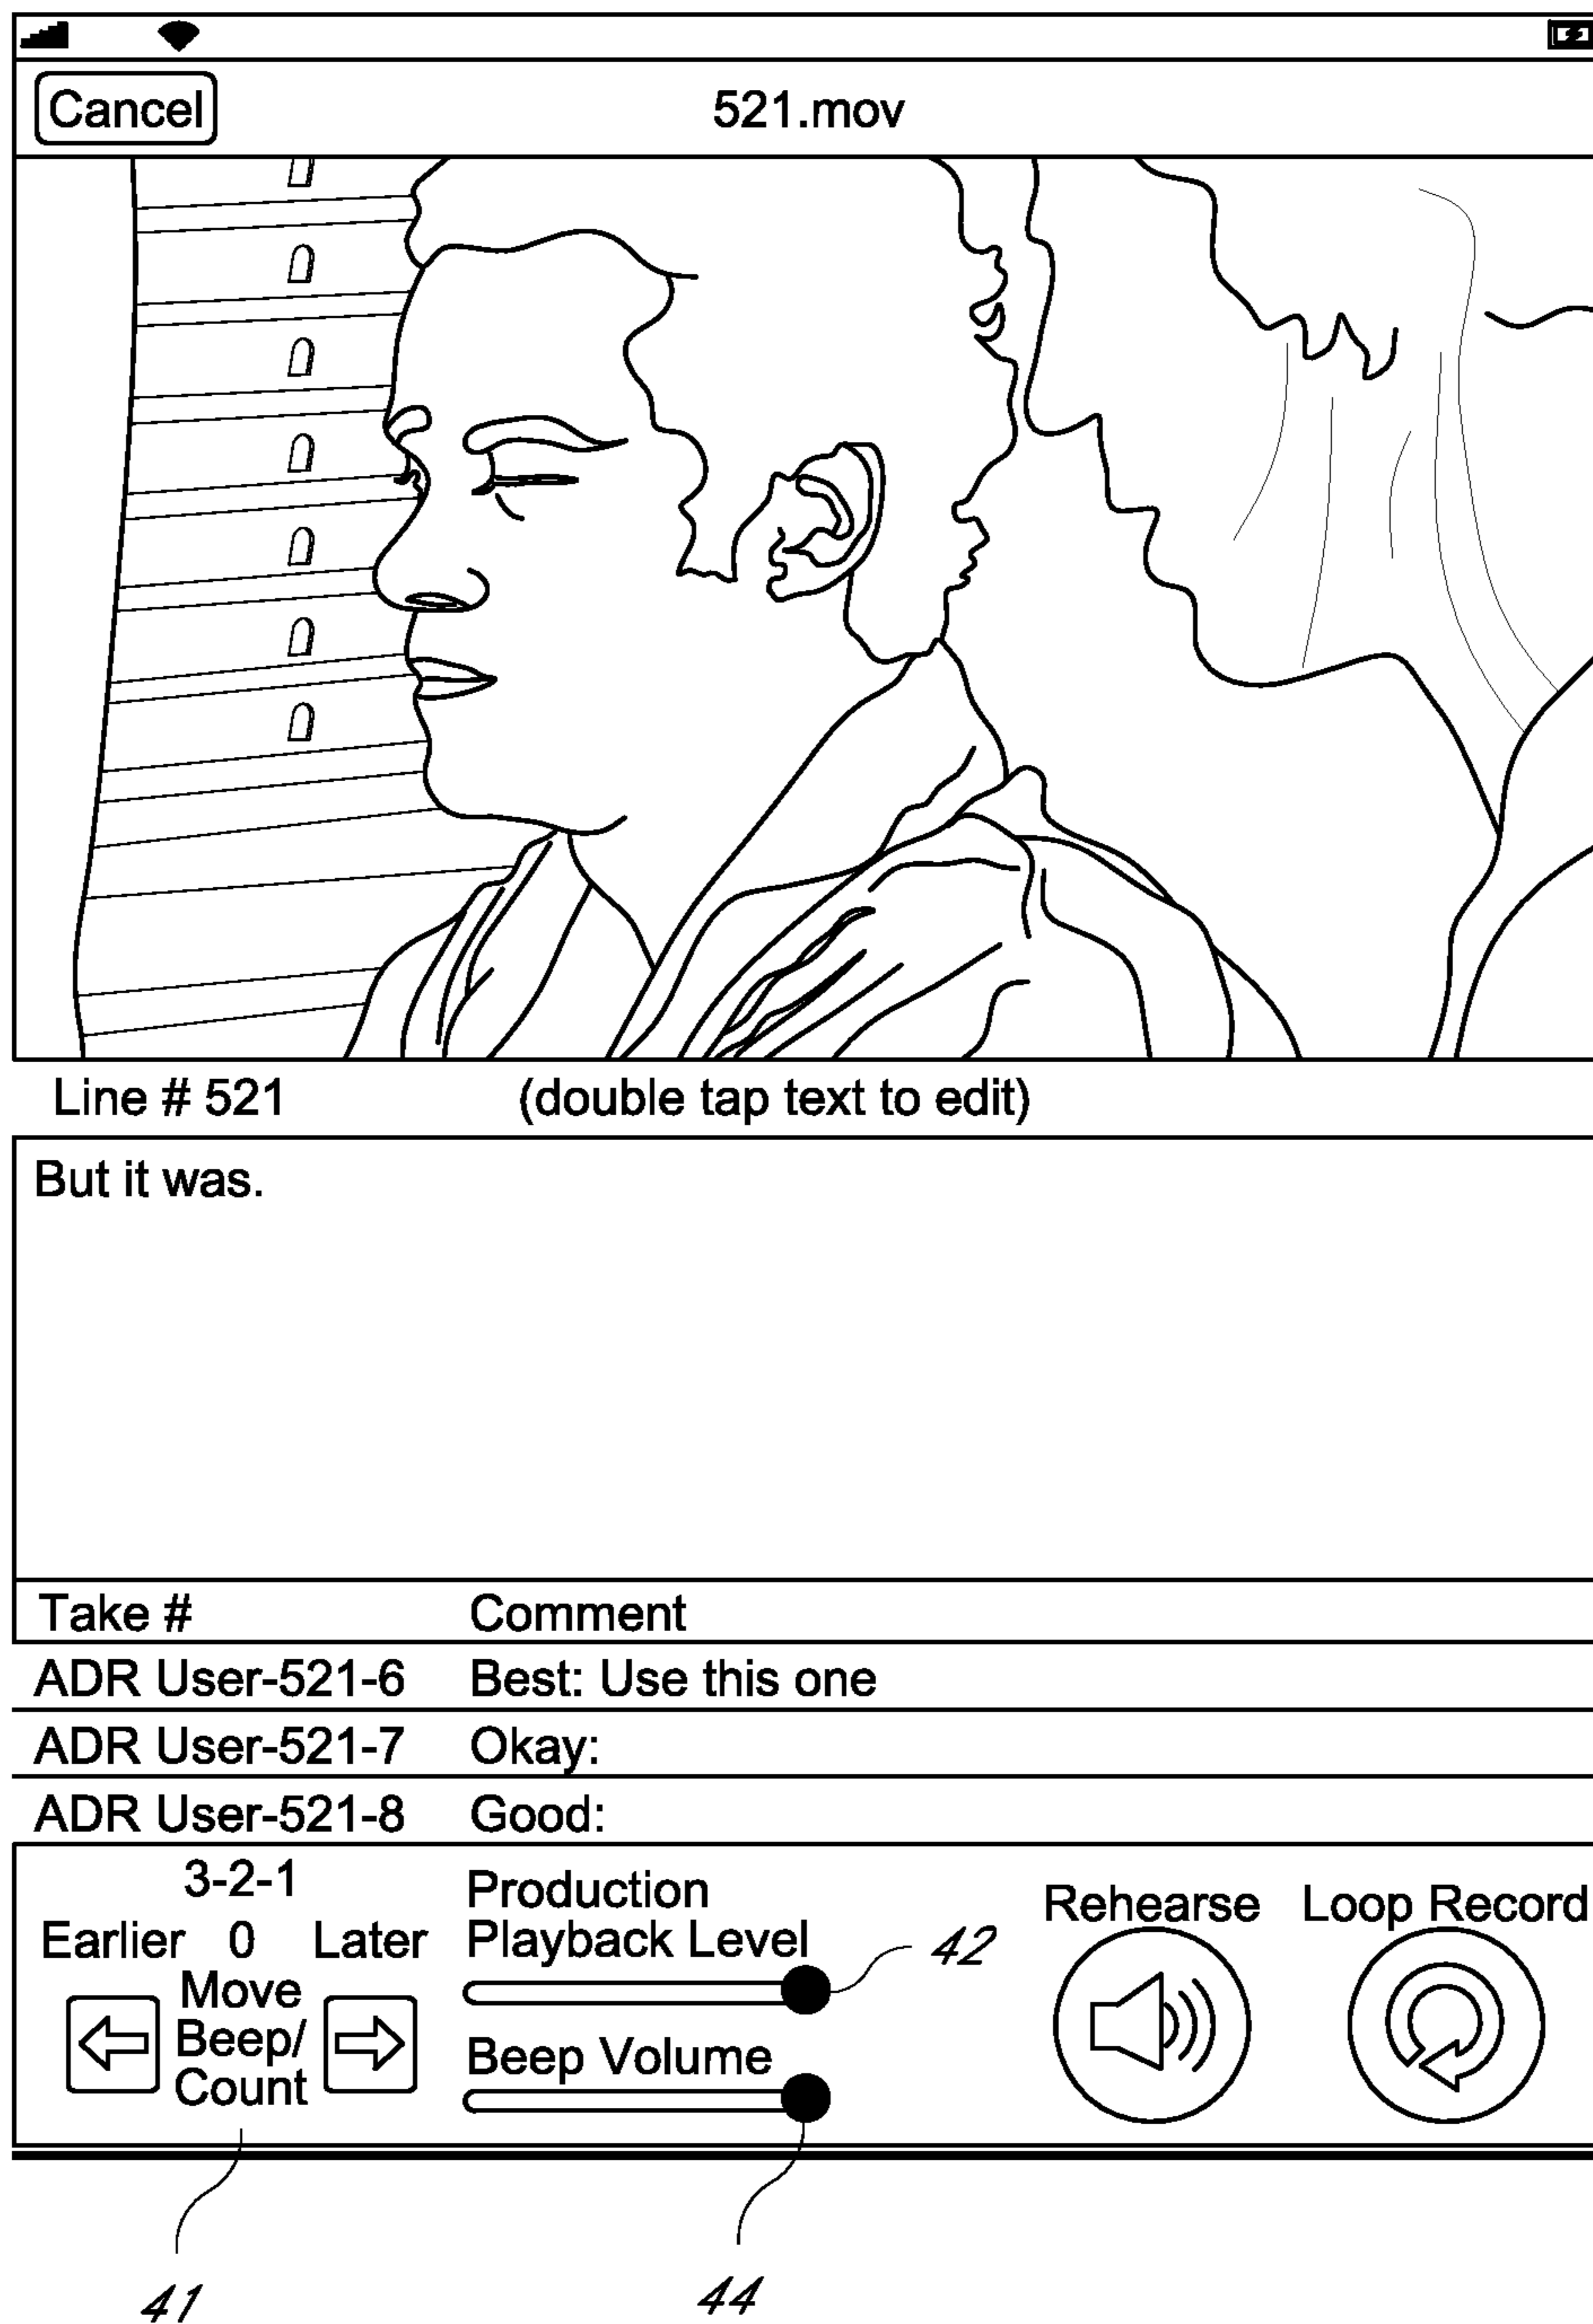 Cancel 521.mov
Line # 521 (double tap text to edit)
But it was.
Take # Comment
ADR User-521-6 Best: Use this one
ADR User-521-7 Okay:
ADR User-521-8 Good:
3-2-1
Earlier 0 Later
Move
Beep/
Count
Production
Playback Level
42
Beep Volume
Rehearse
Loop Record
41
44